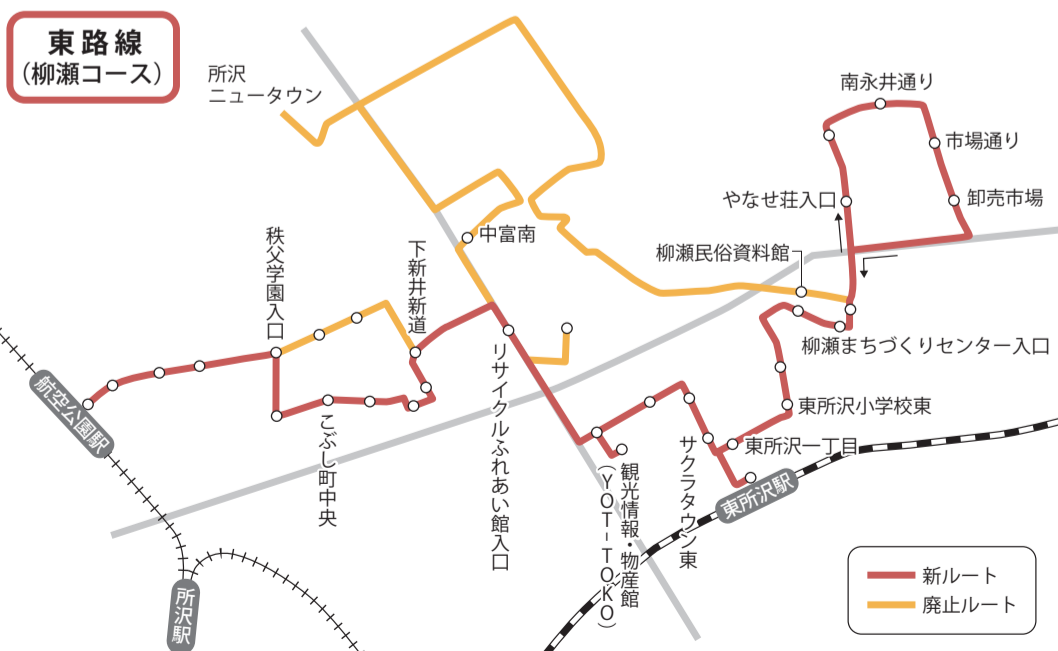 東路線
(柳瀬コース)
所沢
ニュータウン
南永井通り
市場通り
卸売市場
やなせ荘入口
柳瀬民俗資料館
中富南
秩父学園入口
下新井新道
柳瀬まちづくりセンター入口
航空公園駅
こぶし町中央
リサイクルふれあい館入口
東所沢小学校東
東所沢一丁目
サクラタウン東
観光情報・物産館
(YOT-TOKO)
東所沢駅
所沢駅
新ルート
廃止ルート